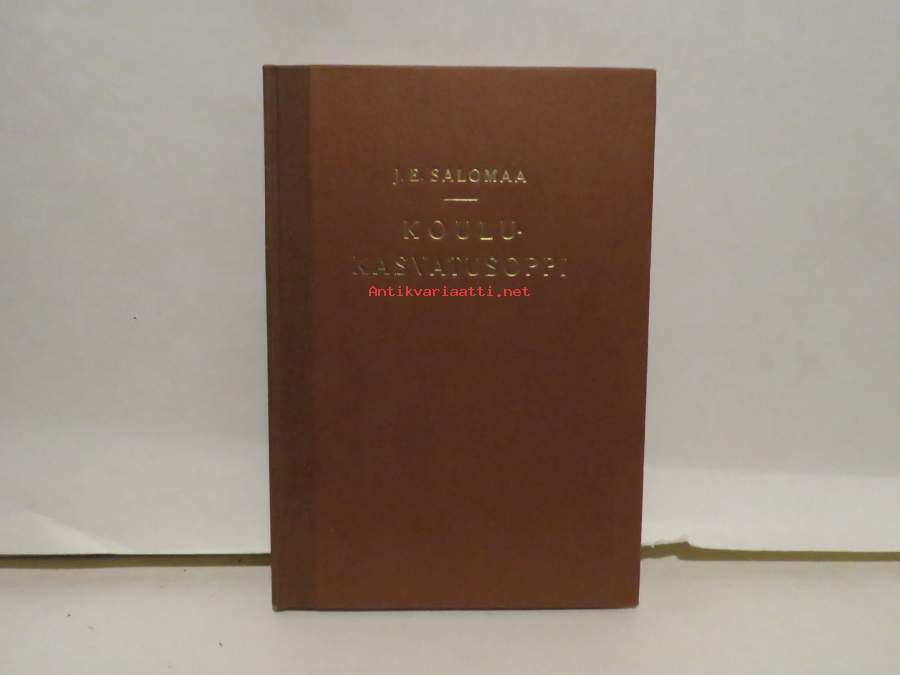 J. E. SALOMAA
KOULU-
KASVATUSOPPI
Antikvariaatti.net